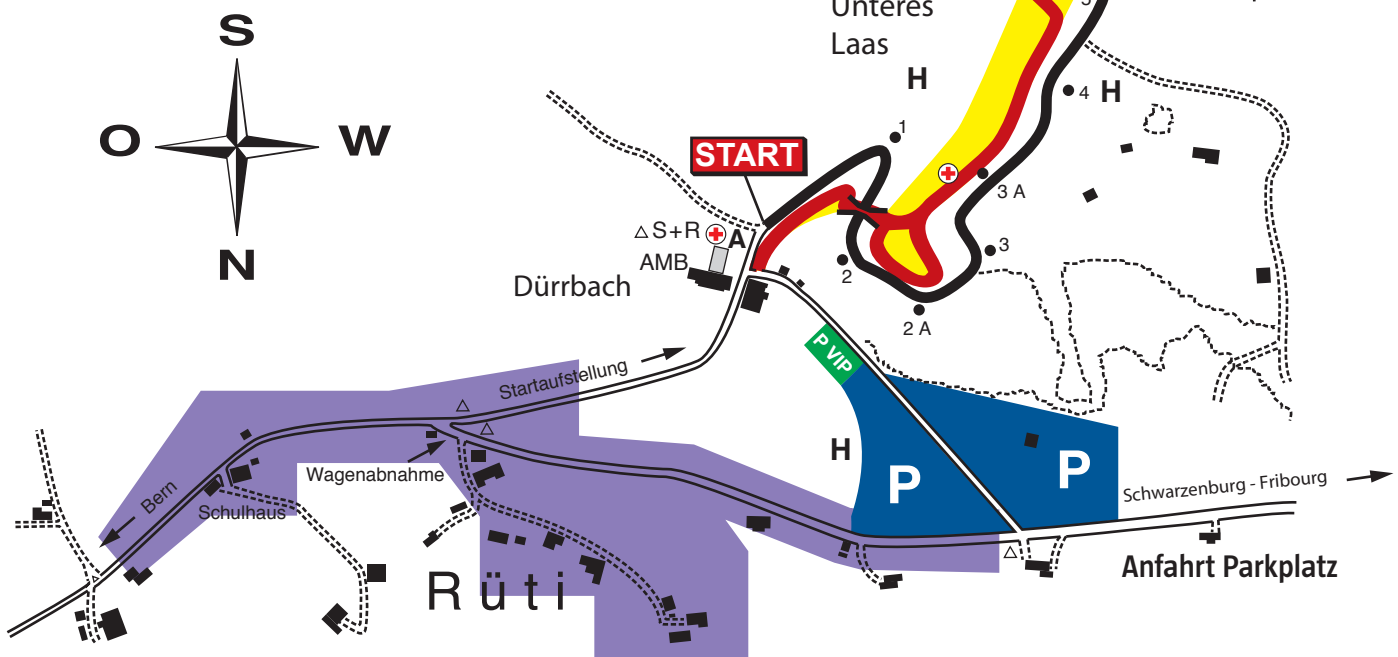 Unteres
Laas
S
O
W
N
H
5
4
H
1
START
3 A
S+R
A
AMB
2
3
Dürrbach
2 A
P VIP
Startaufstellung
H
P
P
Wagenabnahme
Schwarzenburg - Fribourg
Bern
Schulhaus
Rüti
Anfahrt Parkplatz